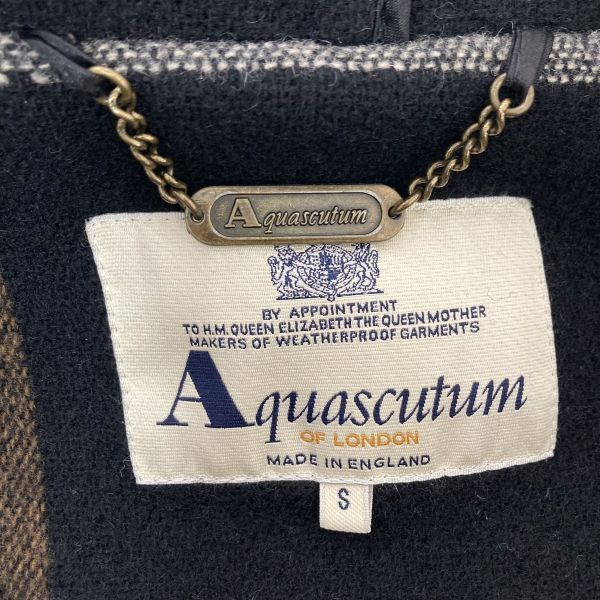 Aquascutum
BY APPOINTMENT
TO H.M. QUEEN ELIZABETH THE QUEEN MOTHER
MAKERS OF WEATHERPROOF GARMENTS
Aquascutum
OF LONDON
MADE IN ENGLAND
S